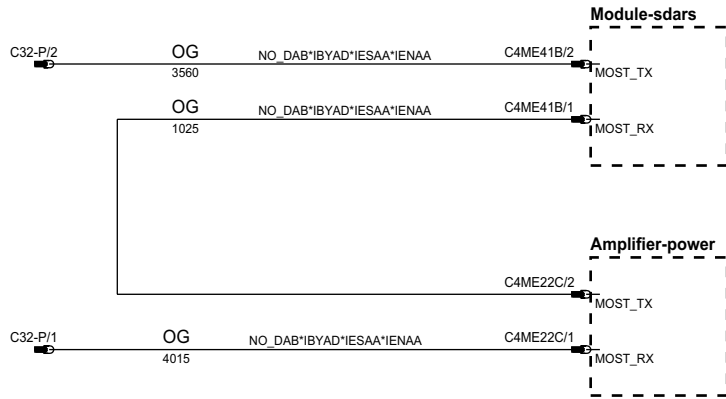 Module-sdars
C32-P/2 OG NO_DAB*IBYAD*IESAA*IENAA C4ME41B/2
3560 MOST_TX
OG NO_DAB*IBYAD*IESAA*IENAA C4ME41B/1
1025 MOST_RX
Amplifier-power
C4ME22C/2
MOST_TX
C32-P/1 OG NO_DAB*IBYAD*IESAA*IENAA C4ME22C/1
4015 MOST_RX